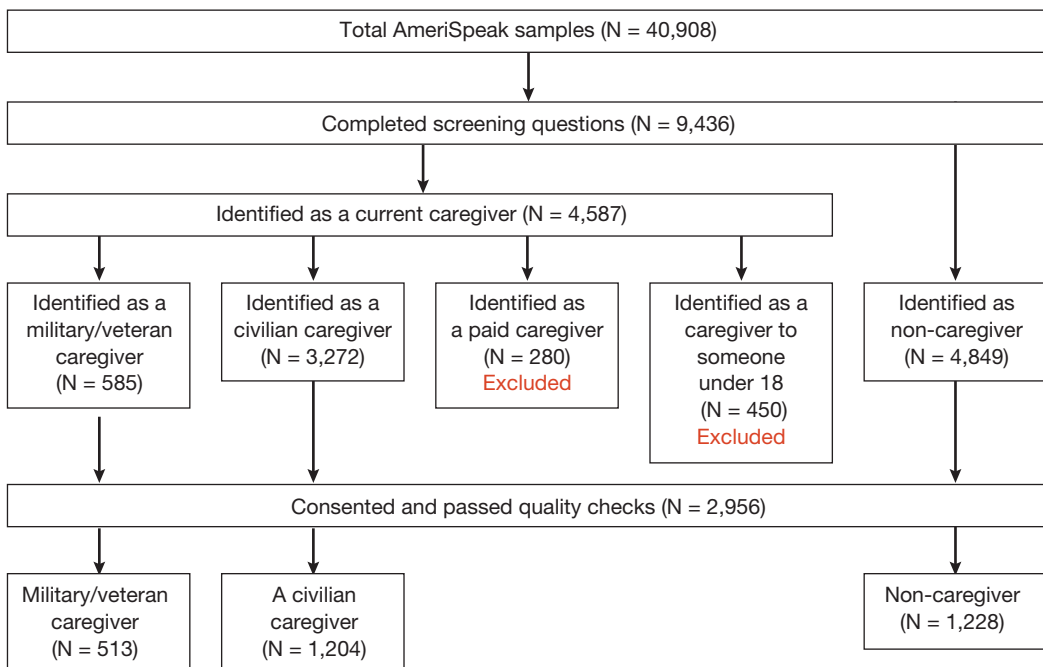 Total AmeriSpeak samples (N = 40,908)
Completed screening questions (N = 9,436)
Identified as a current caregiver (N = 4,587)
Identified as a
military/veteran
caregiver
(N = 585)
Identified as a
civilian caregiver
(N = 3,272)
Identified as
a paid caregiver
(N = 280)
Excluded
Identified as a
caregiver to
someone
under 18
(N = 450)
Excluded
Identified as
non-caregiver
(N = 4,849)
Consented and passed quality checks (N = 2,956)
Military/veteran
caregiver
(N = 513)
A civilian
caregiver
(N = 1,204)
Non-caregiver
(N = 1,228)